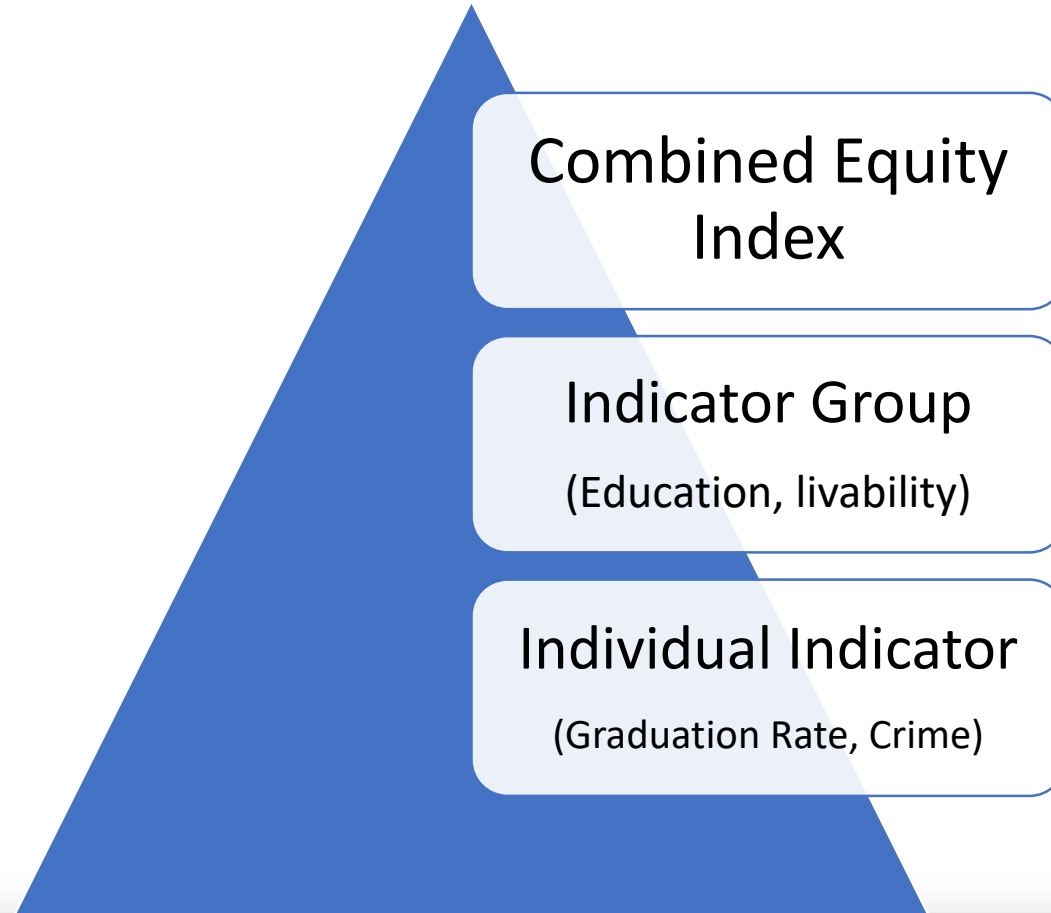 Combined Equity
Index
Indicator Group
(Education, livability)
Individual Indicator
(Graduation Rate, Crime)